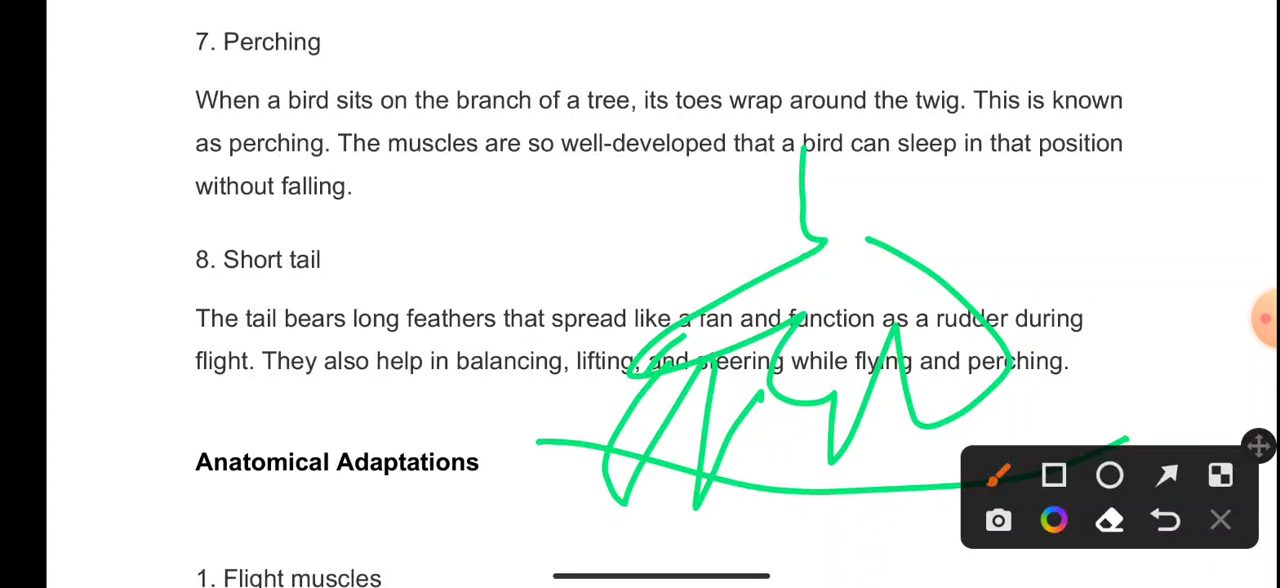 7. Perching
When a bird sits on the branch of a tree, its toes wrap around the twig. This is known
as perching. The muscles are so well-developed that a bird can sleep in that position
without falling.
8. Short tail
The tail bears long feathers that spread like a fan and function as a rudder during
flight. They also help in balancing, lifting, and steering while flying and perching.
Anatomical Adaptations
1. Flight muscles